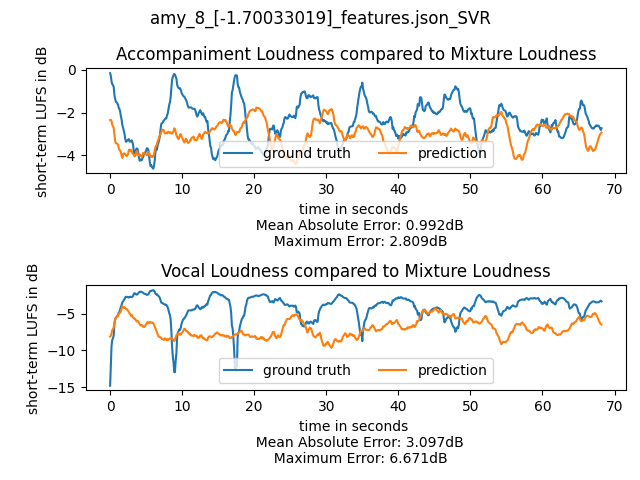 amy_8_[-1.70033019]_features.json_SVR
Accompaniment Loudness compared to Mixture Loudness
short-term LUFS in dB
0
−2
−4
ground truth
prediction
0 10 20 30 40 50 60 70
time in seconds
Mean Absolute Error: 0.992dB
Maximum Error: 2.809dB
Vocal Loudness compared to Mixture Loudness
short-term LUFS in dB
−5
−10
−15
ground truth
prediction
0 10 20 30 40 50 60 70
time in seconds
Mean Absolute Error: 3.097dB
Maximum Error: 6.671dB